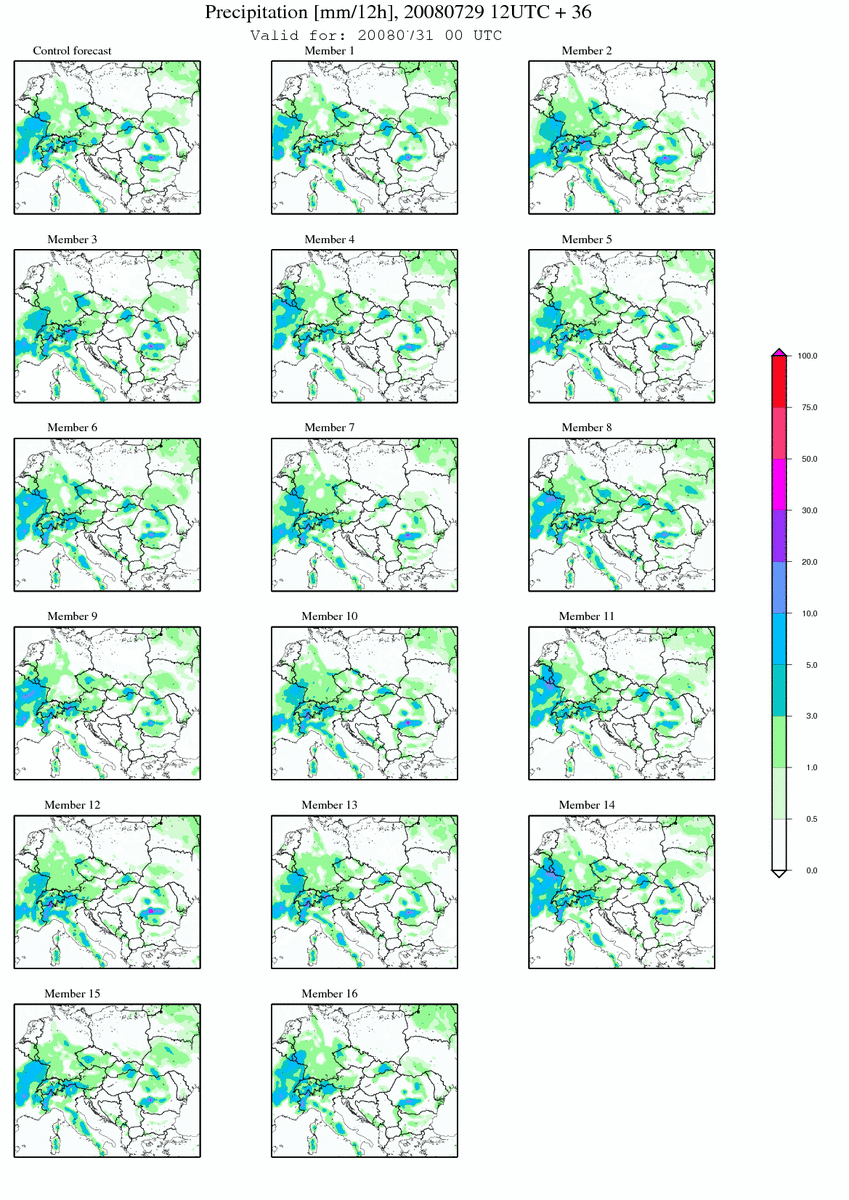 Precipitation [mm/12h], 20080729 12UTC + 36
Valid for: 20080731 00 UTC
Control forecast
Member 1
Member 2
Member 3
Member 4
Member 5
Member 6
Member 7
Member 8
Member 9
Member 10
Member 11
Member 12
Member 13
Member 14
Member 15
Member 16
100.0
75.0
50.0
30.0
20.0
10.0
5.0
3.0
1.0
0.5
0.0